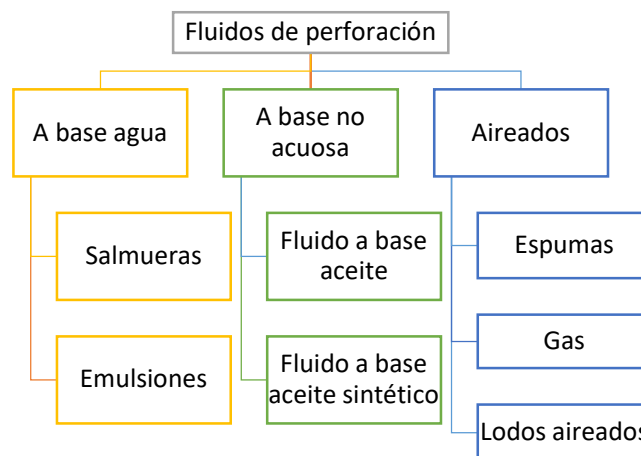 Fluidos de perforación
A base agua
A base no
acuosa
Aireados
Salmueras
Fluido a base
aceite
Espumas
Emulsiones
Fluido a base
aceite sintético
Gas
Lodos aireados